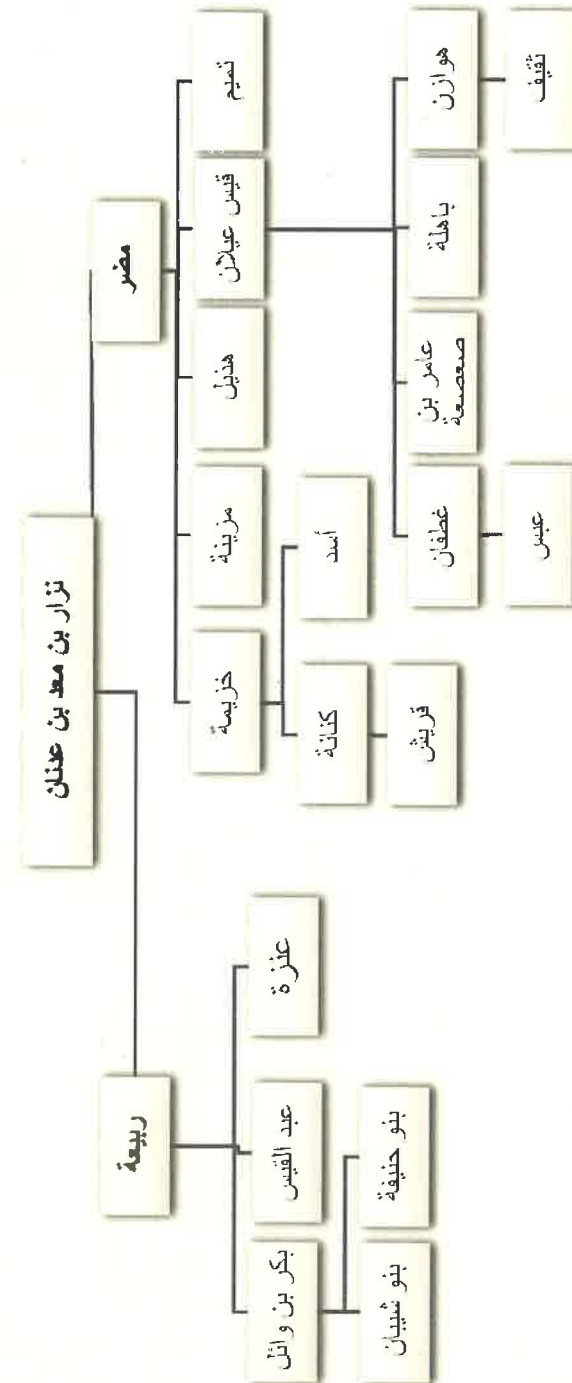 نزار بن معد بن عدنان
مضر
ربيعة
تميم
قيس عيلان
هذيل
مزينة
خزيمة
عنزة
عبد القيس
بكر بن وائل
هوازن
باهلة
عامر بن
صعصعة
غطفان
أسد
كنانة
بنو حنيفة
بنو شيبان
ثقيف
عبس
قريش